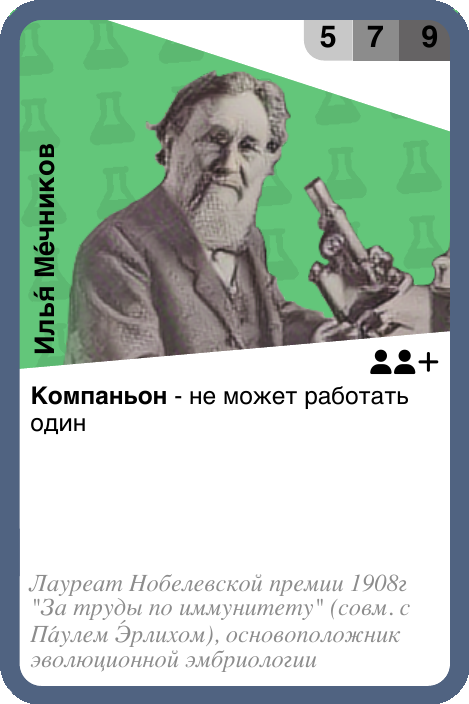 5 7 9
Илья́ Ме́чников
+
Компаньон - не может работать
один
Лауреат Нобелевской премии 1908г
"За труды по иммунитету" (совм. с
Па́улем Э́рлихом), основоположник
эволюционной эмбриологии